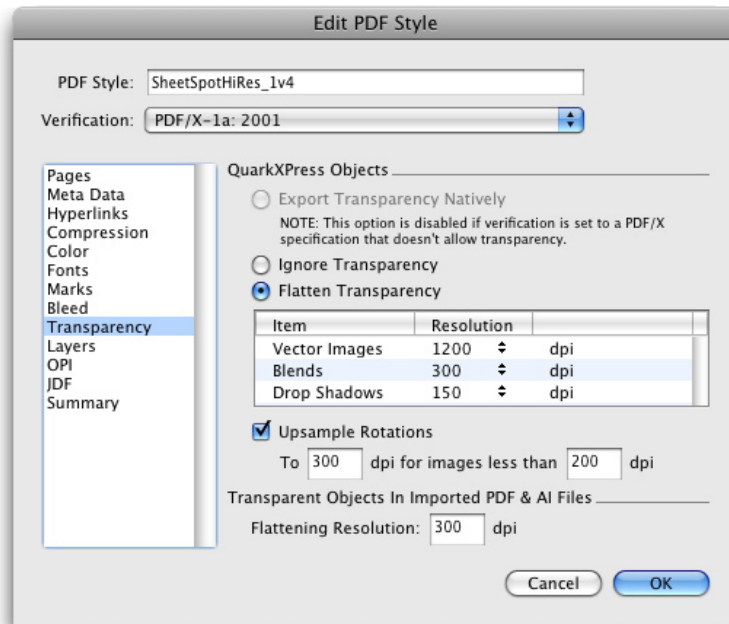 Edit PDF Style
PDF Style: SheetSpotHiRes_1v4
Verification: PDF/X-1a: 2001
Pages
Meta Data
Hyperlinks
Compression
Color
Fonts
Marks
Bleed
Transparency
Layers
OPI
JDF
Summary
QuarkXPress Objects
Export Transparency Natively
NOTE: This option is disabled if verification is set to a PDF/X
specification that doesn't allow transparency.
Ignore Transparency
Flatten Transparency
Item Resolution
Vector Images 1200 dpi
Blends 300 dpi
Drop Shadows 150 dpi
Upsample Rotations
To 300 dpi for images less than 200 dpi
Transparent Objects In Imported PDF & AI Files
Flattening Resolution: 300 dpi
Cancel OK